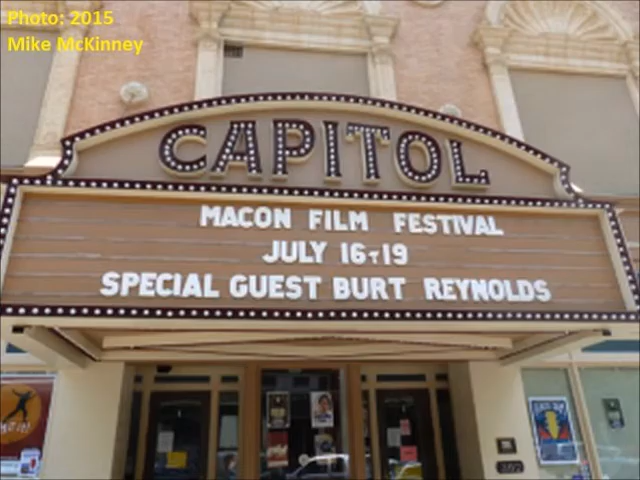 Photo: 2015
Mike McKinney
CAPITOL
MACON FILM FESTIVAL
JULY 16-19
SPECIAL GUEST BURT REYNOLDS